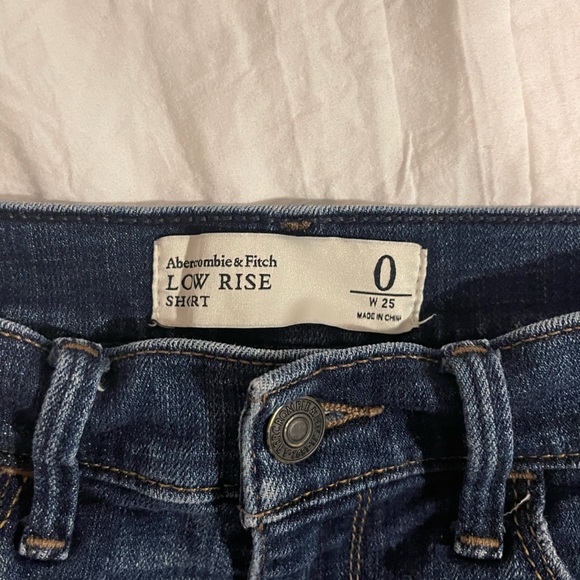 Abercrombie & Fitch
LOW RISE
SHORT
0
W 25
MADE IN CHINA